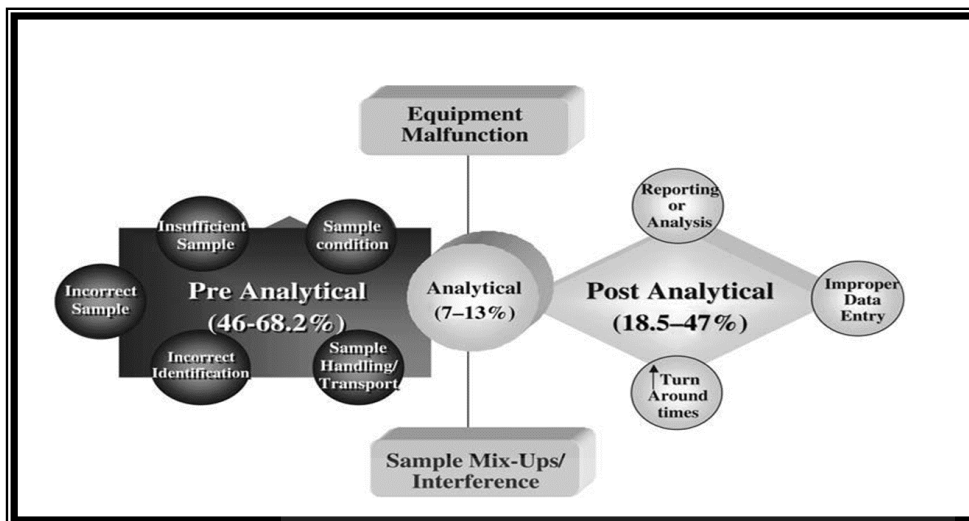 Equipment
Malfunction
Insufficient
Sample
Sample
condition
Incorrect
Sample
Pre Analytical
(46-68.2%)
Incorrect
Identification
Sample
Handling/
Transport
Analytical
(7–13%)
Reporting
or
Analysis
Post Analytical
(18.5–47%)
Improper
Data
Entry
↑ Turn
Around
times
Sample Mix-Ups/
Interference